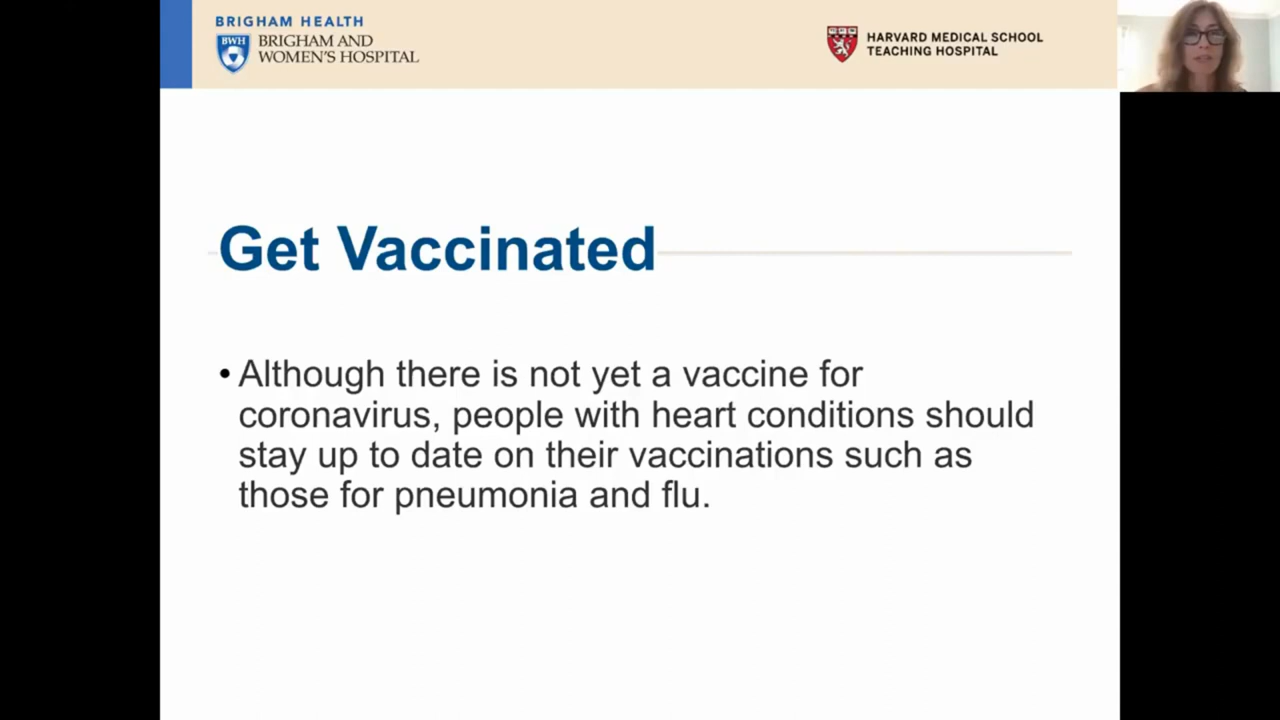 BRIGHAM HEALTH
BWH
BRIGHAM AND
WOMEN'S HOSPITAL
HARVARD MEDICAL SCHOOL
TEACHING HOSPITAL
Get Vaccinated
• Although there is not yet a vaccine for
coronavirus, people with heart conditions should
stay up to date on their vaccinations such as
those for pneumonia and flu.